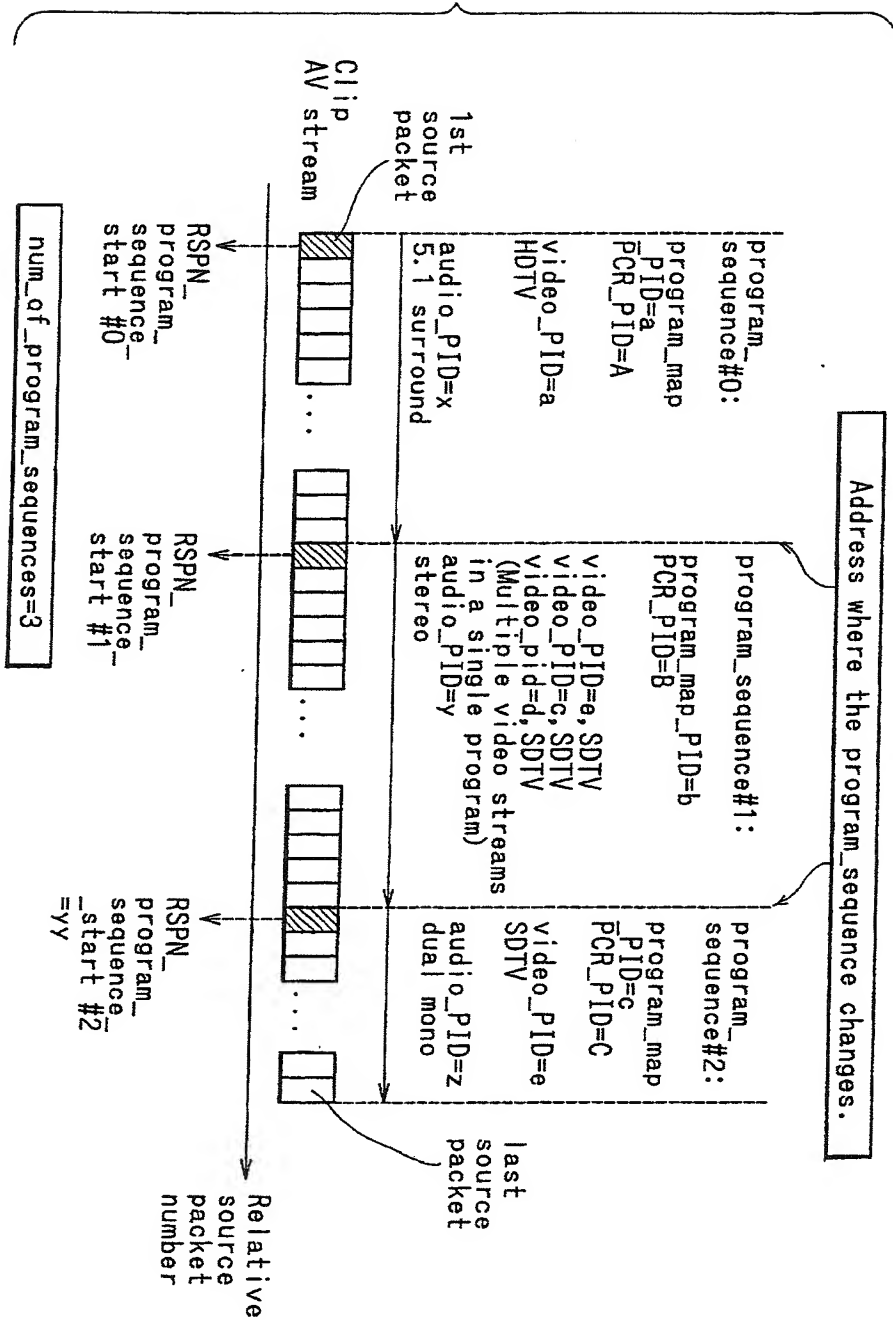 Address where the program_sequence changes.
program_
sequence#0:
program_map
_PID=a
PCR_PID=A
video_PID=a
HDTV
audio_PID=x
5.1 surround
program_sequence#1:
program_map_PID=b
PCR_PID=B
video_PID=e,SDTV
video_PID=c,SDTV
video_pid=d,SDTV
(Multiple video streams
in a single program)
audio_PID=y
stereo
program_
sequence#2:
program_map
_PID=c
PCR_PID=C
video_PID=e
SDTV
audio_PID=z
dual mono
1st
source
packet
last
source
packet
Clip
AV stream
...
...
...
Relative
source
packet
number
RSPN_
program_
sequence_
start #0
RSPN_
program_
sequence_
start #1
RSPN_
program_
sequence_
_start #2
=yy
num_of_program_sequences=3